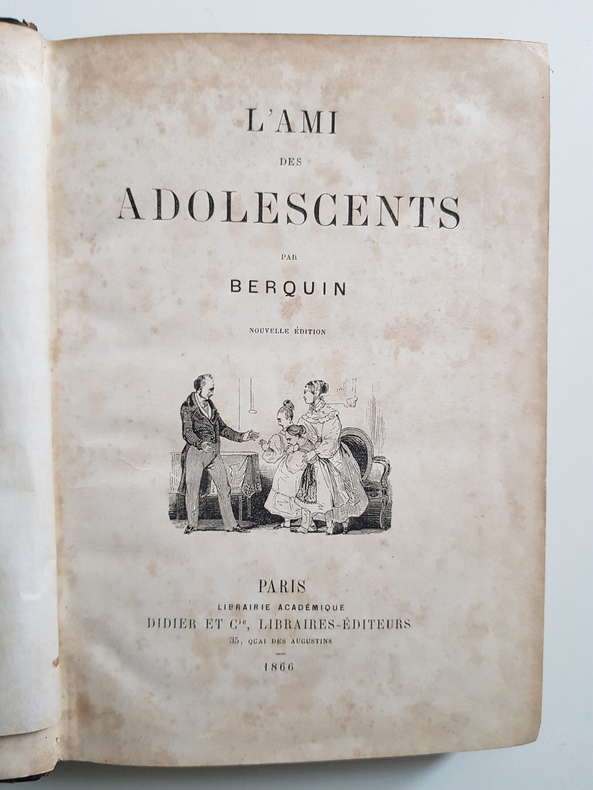 L'AMI
DES
ADOLESCENTS
PAR
BERQUIN
NOUVELLE ÉDITION
PARIS
LIBRAIRIE ACADÉMIQUE
DIDIER ET Cie, LIBRAIRES-ÉDITEURS
35, QUAI DES AUGUSTINS
1866